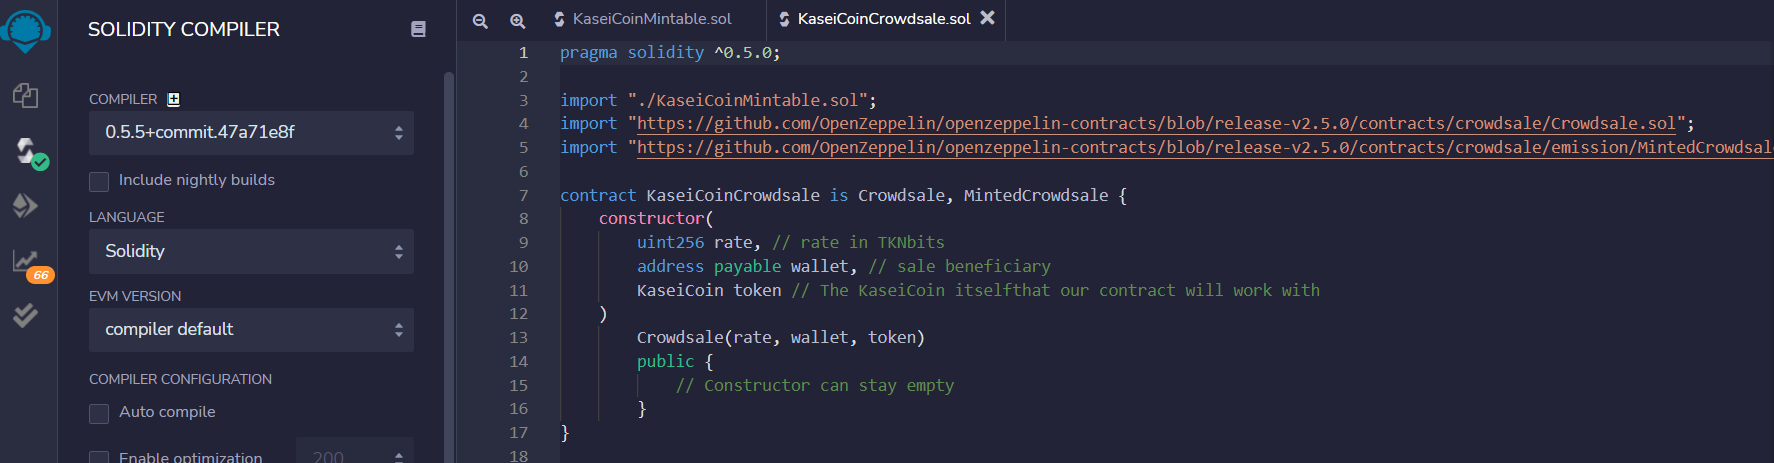 SOLIDITY COMPILER
COMPILER
0.5.5+commit.47a71e8f
Include nightly builds
LANGUAGE
Solidity
EVM VERSION
compiler default
COMPILER CONFIGURATION
Auto compile
Enable optimization
200
66
KaseiCoinMintable.sol
KaseiCoinCrowdsale.sol
1 pragma solidity ^0.5.0;
2
3 import "./KaseiCoinMintable.sol";
4 import "https://github.com/OpenZeppelin/openzeppelin-contracts/blob/release-v2.5.0/contracts/crowdsale/Crowdsale.sol";
5 import "https://github.com/OpenZeppelin/openzeppelin-contracts/blob/release-v2.5.0/contracts/crowdsale/emission/MintedCrowdsal
6
7 contract KaseiCoinCrowdsale is Crowdsale, MintedCrowdsale {
8 constructor(
9 uint256 rate, // rate in TKNbits
10 address payable wallet, // sale beneficiary
11 KaseiCoin token // The KaseiCoin itselfthat our contract will work with
12 )
13 Crowdsale(rate, wallet, token)
14 public {
15 // Constructor can stay empty
16 }
17 }
18